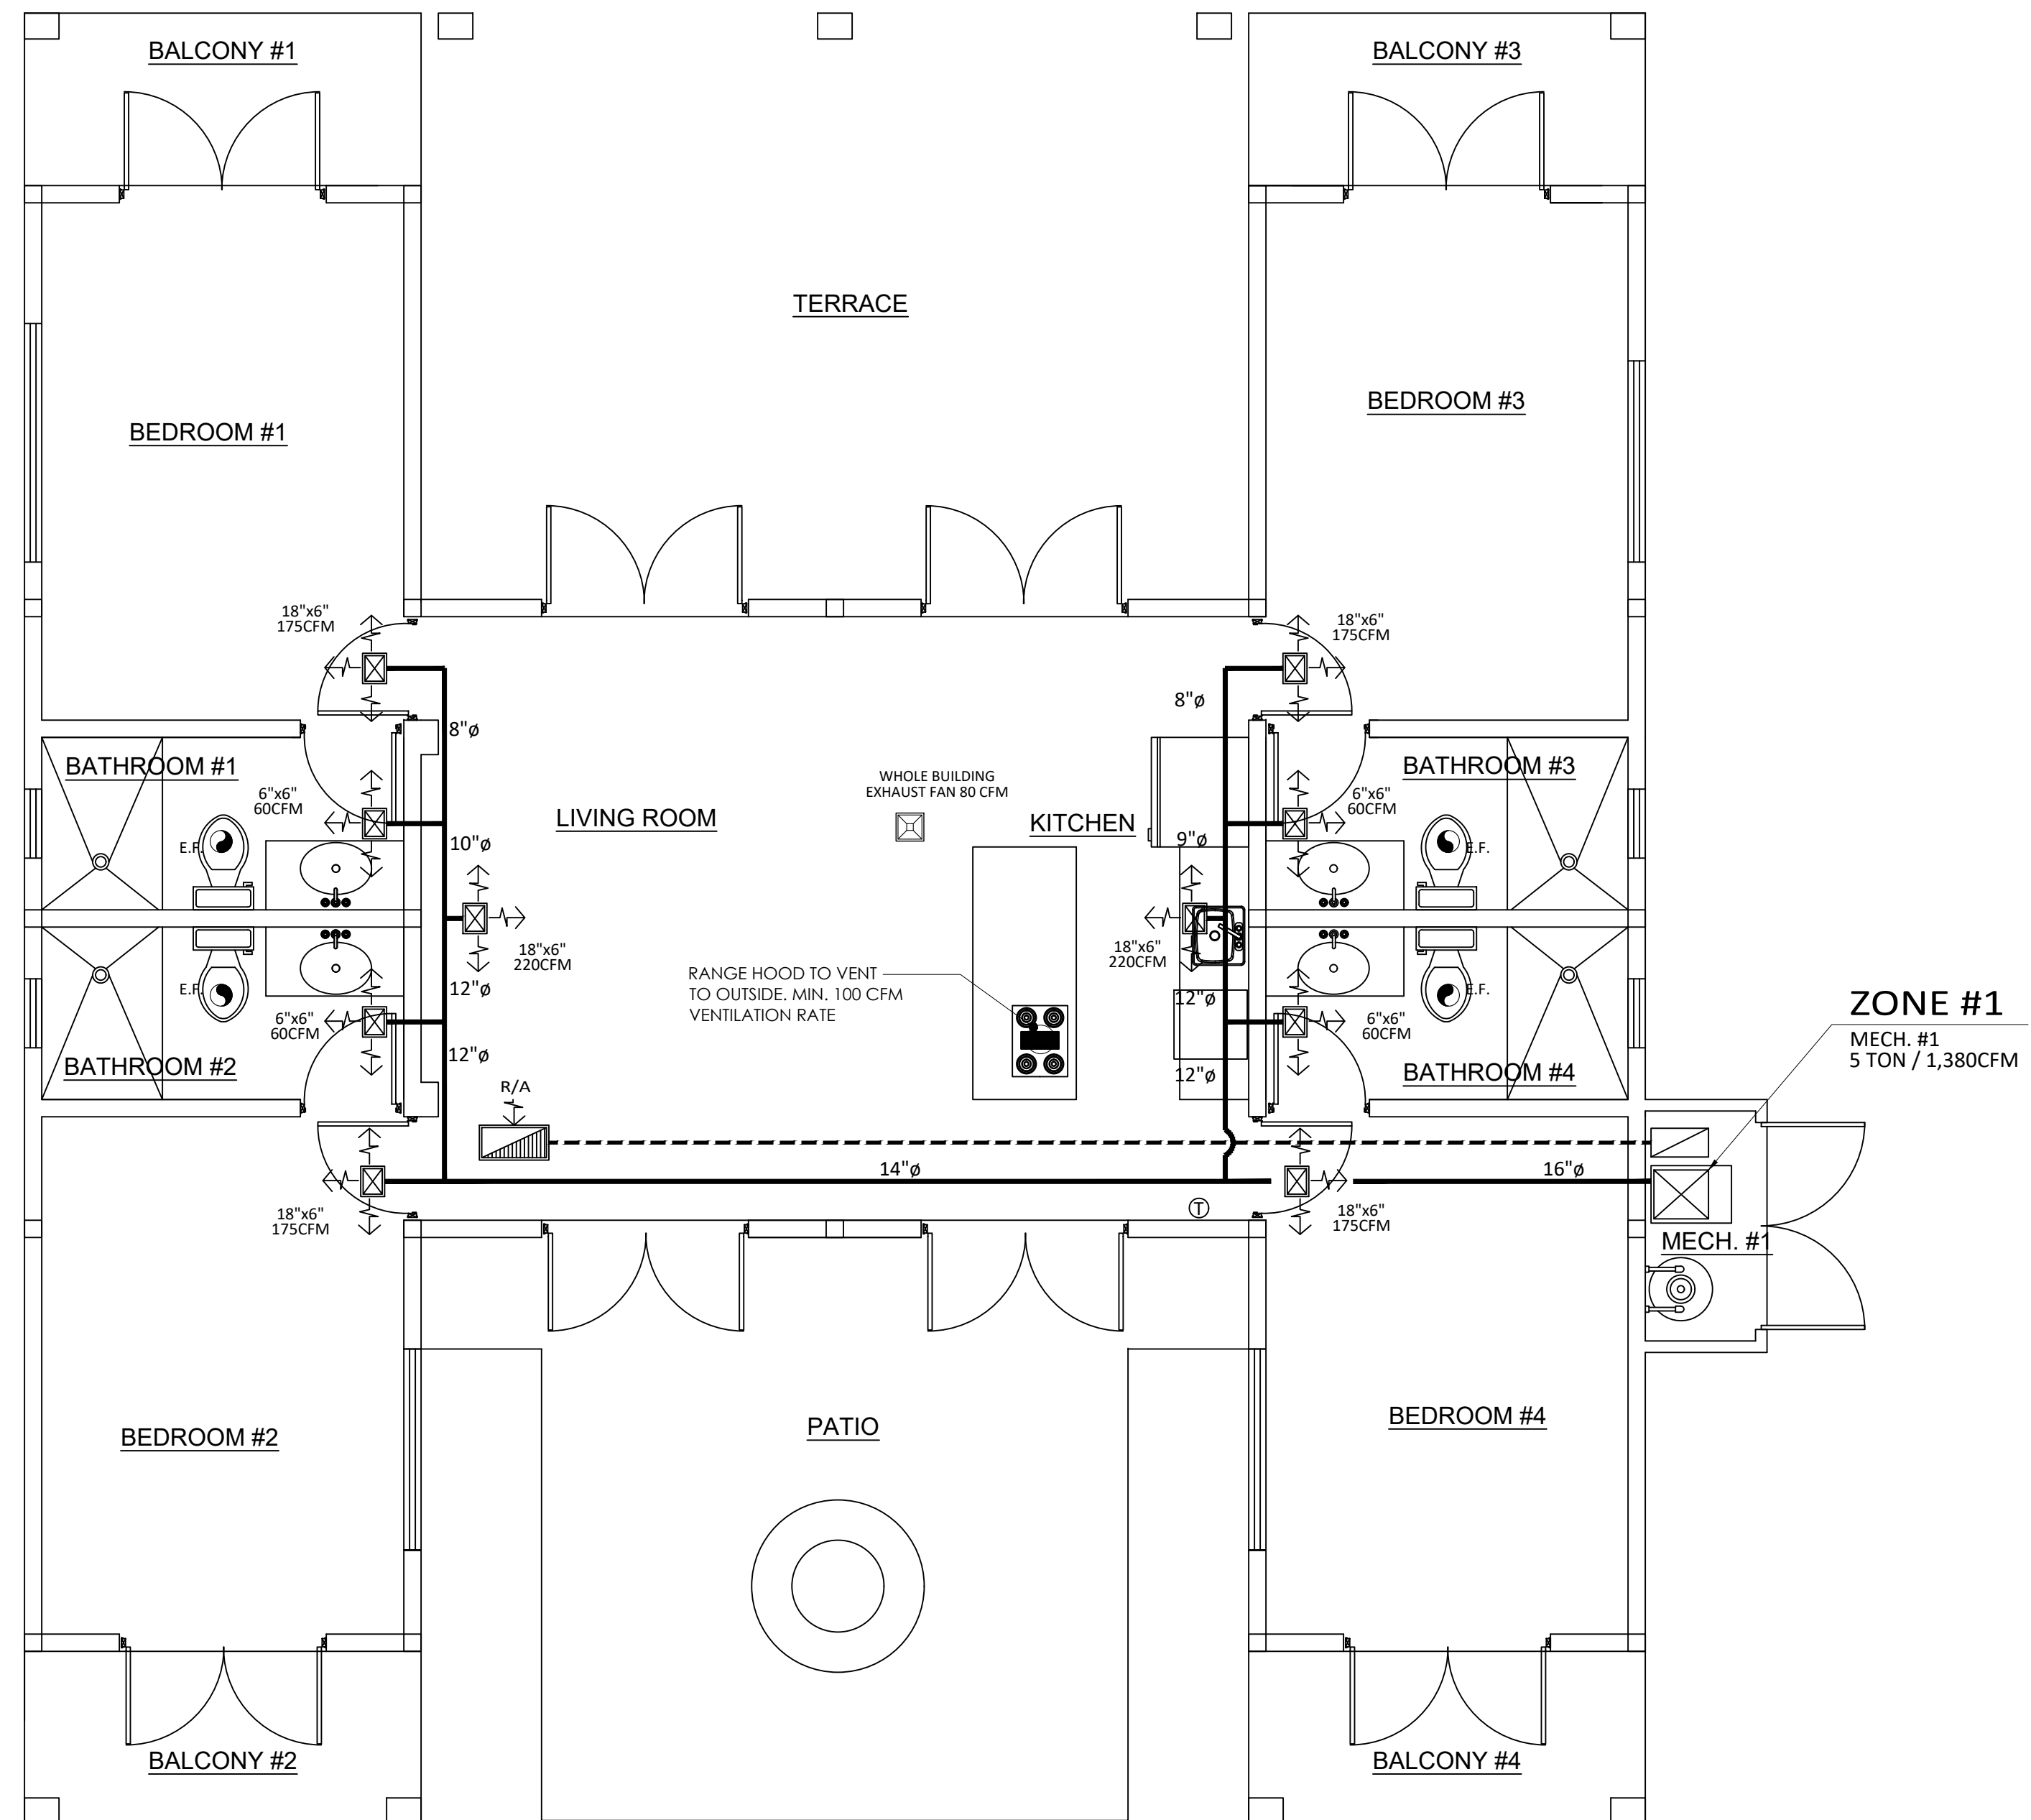 BALCONY #1
BALCONY #3
TERRACE
BEDROOM #1
BEDROOM #3
18"x6"
175CFM
18"x6"
175CFM
8"ø
8"ø
BATHROOM #1
6"x6"
60CFM
E.F.
10"ø
LIVING ROOM
WHOLE BUILDING
EXHAUST FAN 80 CFM
KITCHEN
9"ø
BATHROOM #3
6"x6"
60CFM
E.F.
18"x6"
220CFM
18"x6"
220CFM
RANGE HOOD TO VENT
TO OUTSIDE. MIN. 100 CFM
VENTILATION RATE
12"ø
12"ø
E.F.
6"x6"
60CFM
BATHROOM #2
12"ø
12"ø
E.F.
6"x6"
60CFM
BATHROOM #4
ZONE #1
MECH. #1
5 TON / 1,380CFM
R/A
14"ø
16"ø
18"x6"
175CFM
T
18"x6"
175CFM
MECH. #1
BEDROOM #2
PATIO
BEDROOM #4
BALCONY #2
BALCONY #4